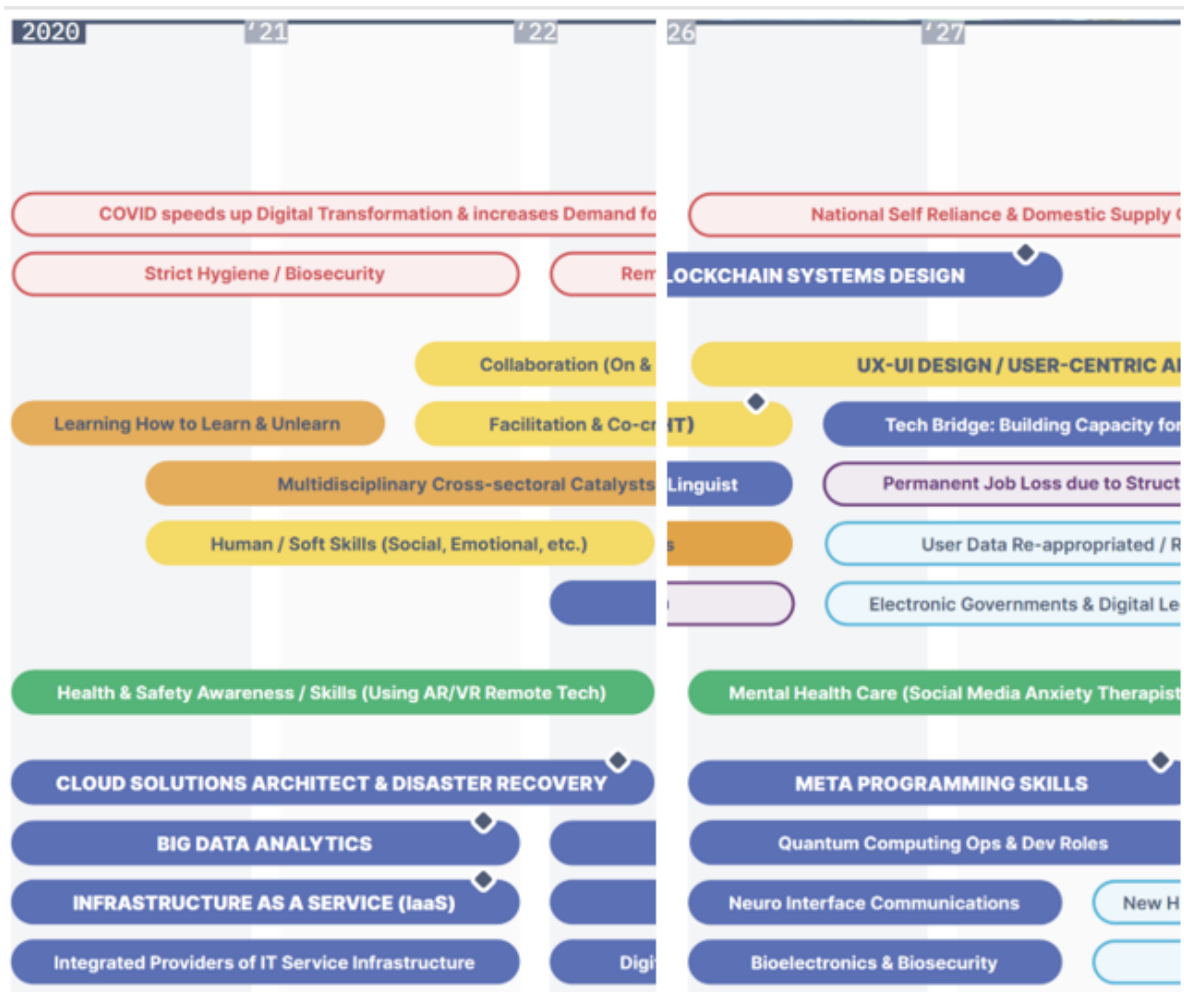 2020 '21 '22 26 '27
COVID speeds up Digital Transformation & increases Demand fo
National Self Reliance & Domestic Supply
Strict Hygiene / Biosecurity
Rem
LOCKCHAIN SYSTEMS DESIGN
Collaboration (On &
UX-UI DESIGN / USER-CENTRIC A
Learning How to Learn & Unlearn
Facilitation & Co-cr
HT)
Tech Bridge: Building Capacity for
Multidisciplinary Cross-sectoral Catalysts
Linguist
Permanent Job Loss due to Struct
Human / Soft Skills (Social, Emotional, etc.)
s
User Data Re-appropriated / R
)
Electronic Governments & Digital Le
Health & Safety Awareness / Skills (Using AR/VR Remote Tech)
Mental Health Care (Social Media Anxiety Therapist
CLOUD SOLUTIONS ARCHITECT & DISASTER RECOVERY
META PROGRAMMING SKILLS
BIG DATA ANALYTICS
Quantum Computing Ops & Dev Roles
INFRASTRUCTURE AS A SERVICE (IaaS)
Neuro Interface Communications
New H
Integrated Providers of IT Service Infrastructure
Digi
Bioelectronics & Biosecurity